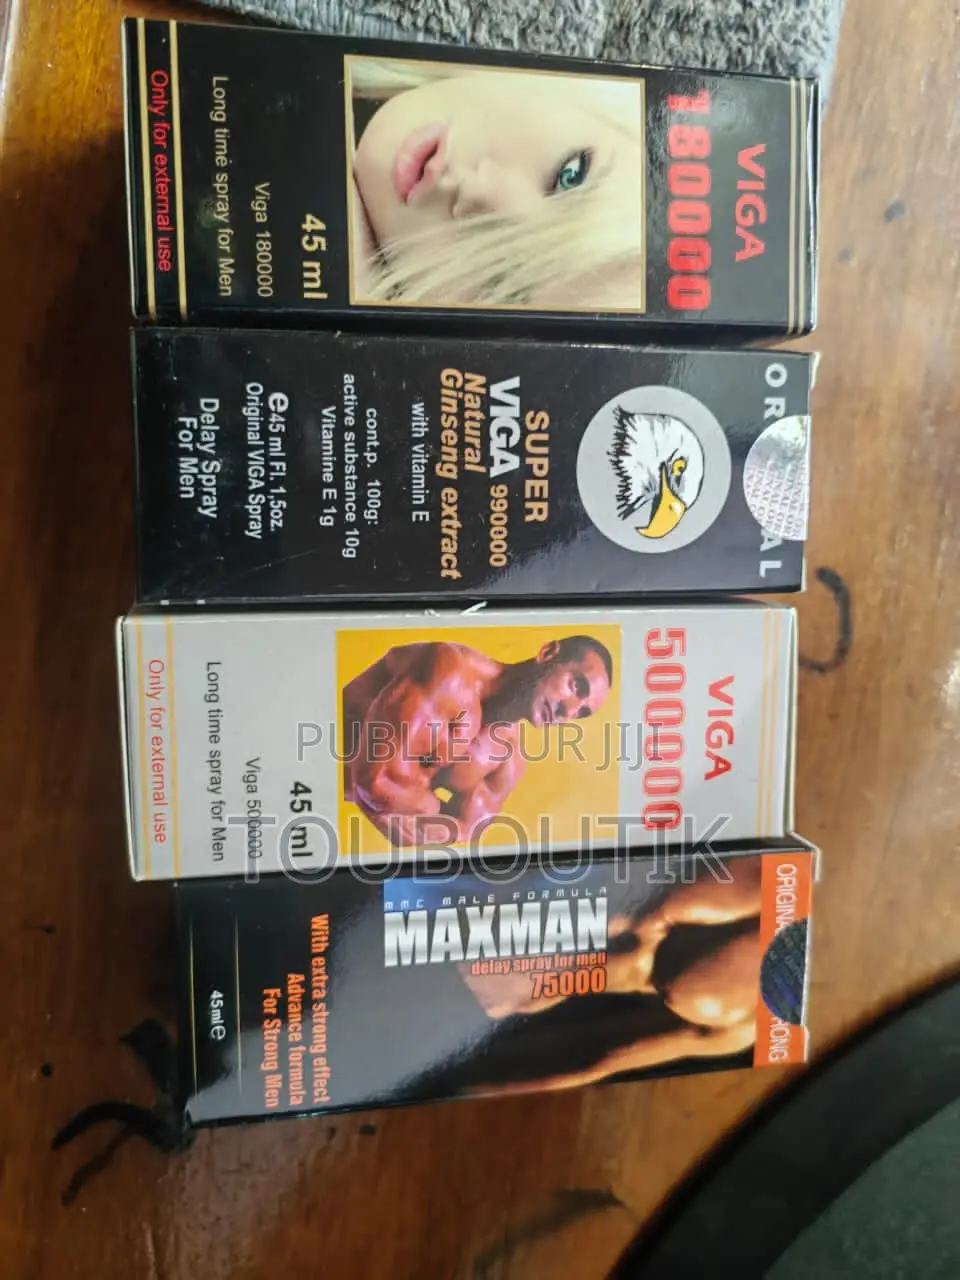 VIGA
180000
45 ml
Viga 180000
Long time spray for Men
Only for external use
SUPER
VIGA 990000
Natural
Ginseng extract
with vitamin E
cont.p. 100g:
active substance 10g
Vitamine E 1g
e45 ml Fl. 1,5oz.
Original VIGA Spray
Delay Spray
For Men
VIGA
500000
45 ml
Viga 500000
Long time spray for Men
Only for external use
MALE FORMULA
MAXMAN
delay spray for men
75000
With extra strong effect
Advance formula
For Strong Men
45ml e
PUBLIÉ SUR JIJI
TOUBOUTIK